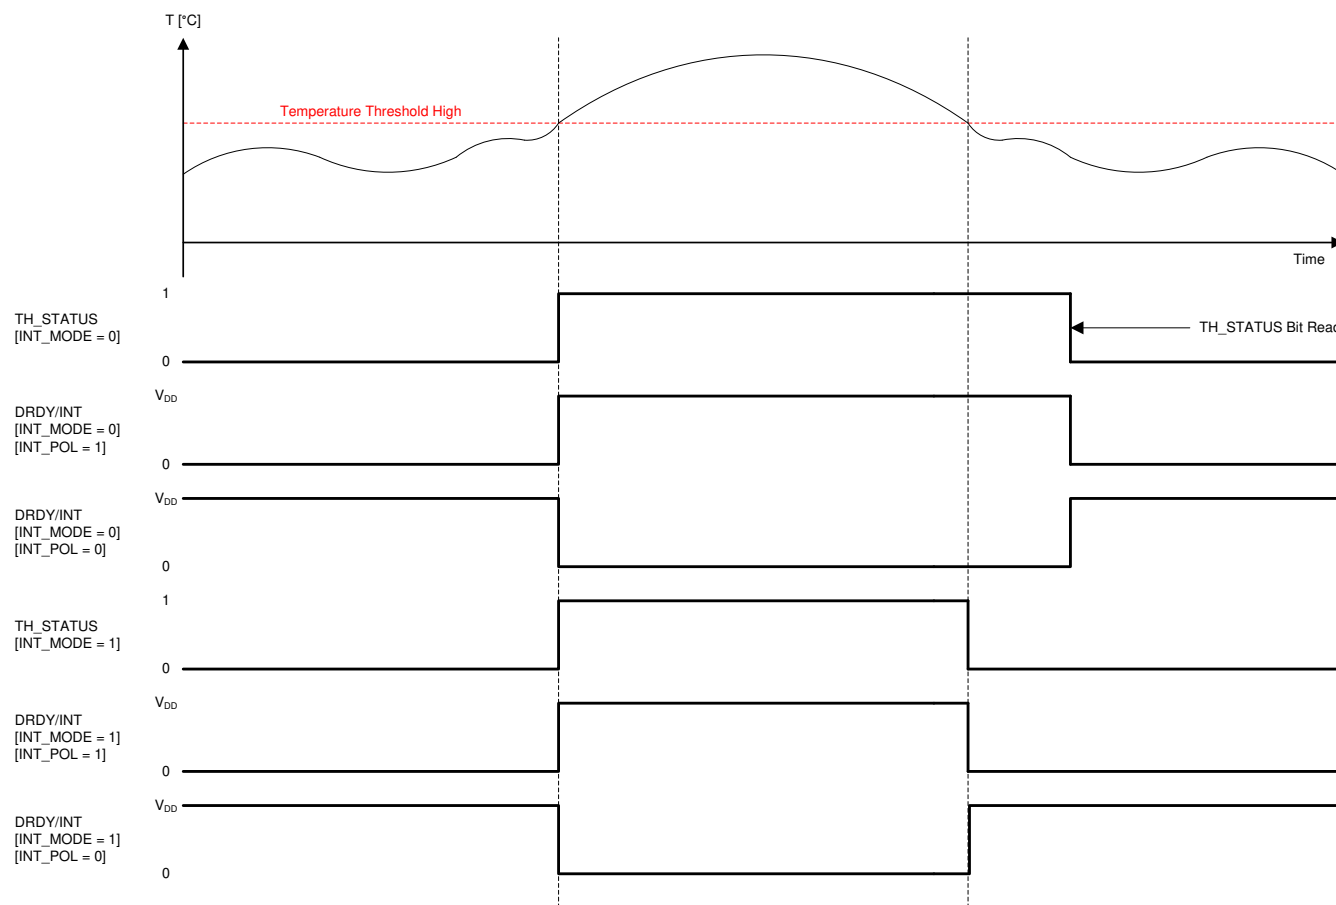 T [°C]
Temperature Threshold High
Time
1
TH_STATUS
[INT_MODE = 0]
0
TH_STATUS Bit Read
VDD
DRDY/INT
[INT_MODE = 0]
[INT_POL = 1]
0
VDD
DRDY/INT
[INT_MODE = 0]
[INT_POL = 0]
0
1
TH_STATUS
[INT_MODE = 1]
0
VDD
DRDY/INT
[INT_MODE = 1]
[INT_POL = 1]
0
VDD
DRDY/INT
[INT_MODE = 1]
[INT_POL = 0]
0